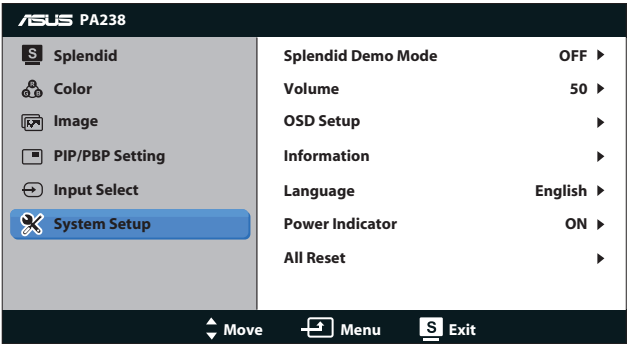 ASUS PA238
S Splendid
Color
Image
PIP/PBP Setting
Input Select
System Setup
Splendid Demo Mode OFF
Volume 50
OSD Setup
Information
Language English
Power Indicator ON
All Reset
Move Menu S Exit